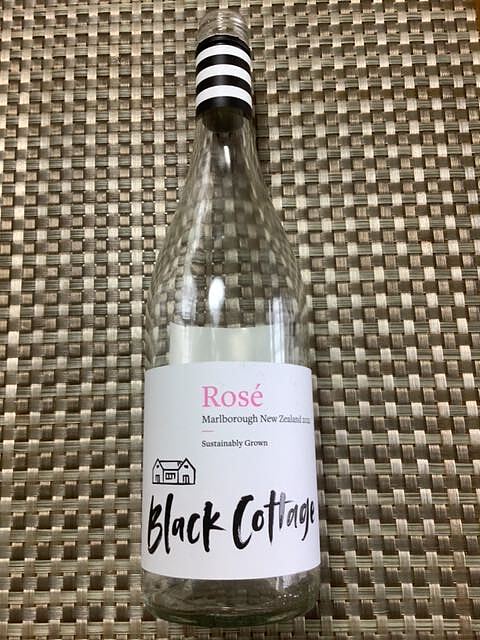 Rosé
Marlborough New Zealand
Sustainably Grown
Black Cottage